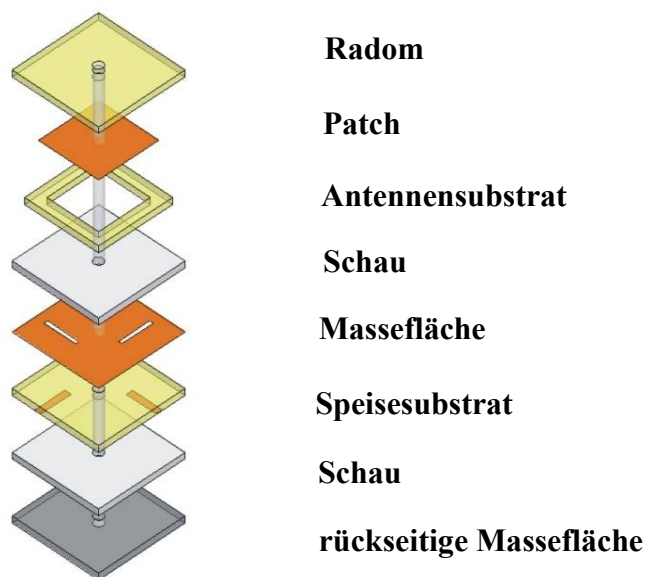 Radom
Patch
Antennensubstrat
Schau
Massefläche
Speisesubstrat
Schau
rückseitige Massefläche